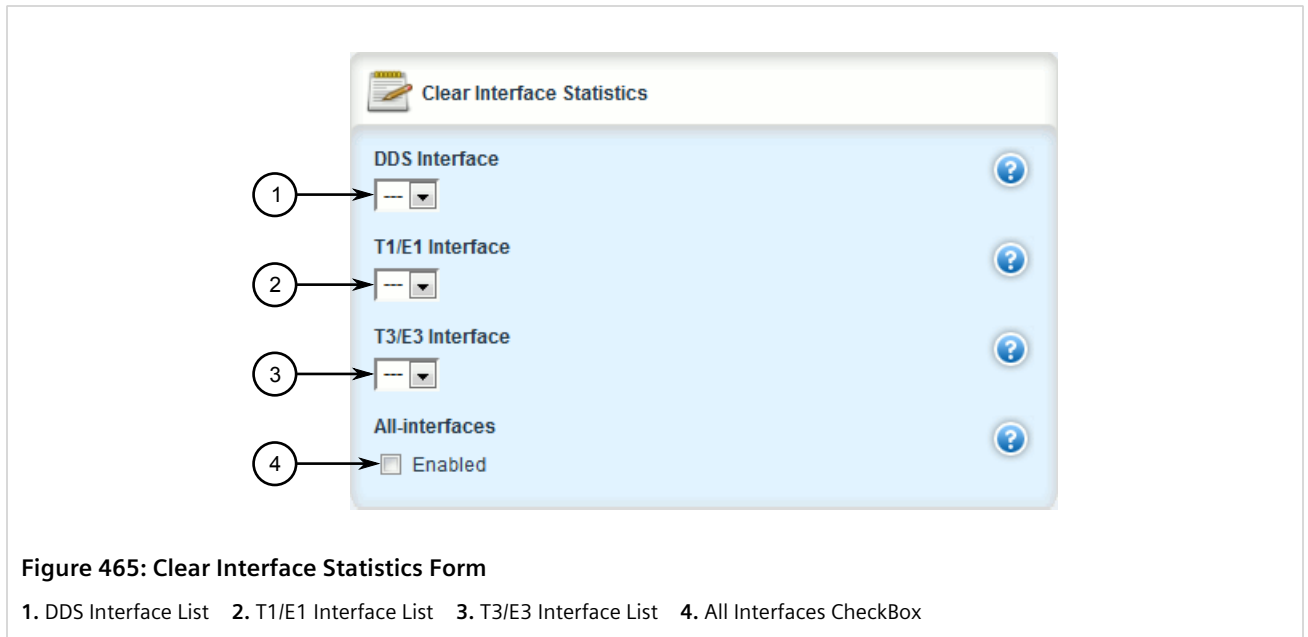 Clear Interface Statistics
DDS Interface
1
---
T1/E1 Interface
2
---
T3/E3 Interface
3
---
All-interfaces
4
Enabled
Figure 465: Clear Interface Statistics Form
1. DDS Interface List 2. T1/E1 Interface List 3. T3/E3 Interface List 4. All Interfaces CheckBox